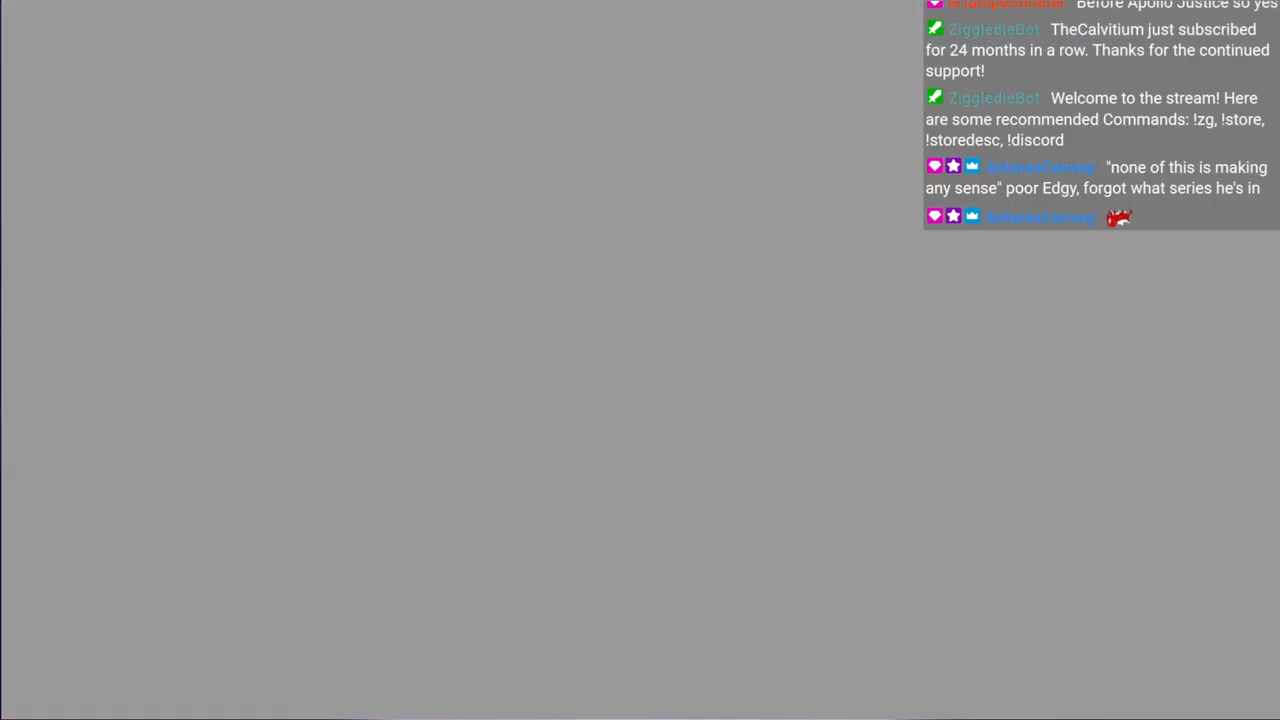 Before Apollo Justice so yes
ZiggledieBot TheCalvitium just subscribed
for 24 months in a row. Thanks for the continued
support!
ZiggledieBot Welcome to the stream! Here
are some recommended Commands: !zg, !store,
!storedesc, !discord
AntaresConvoy "none of this is making
any sense" poor Edgy, forgot what series he's in
AntaresConvoy